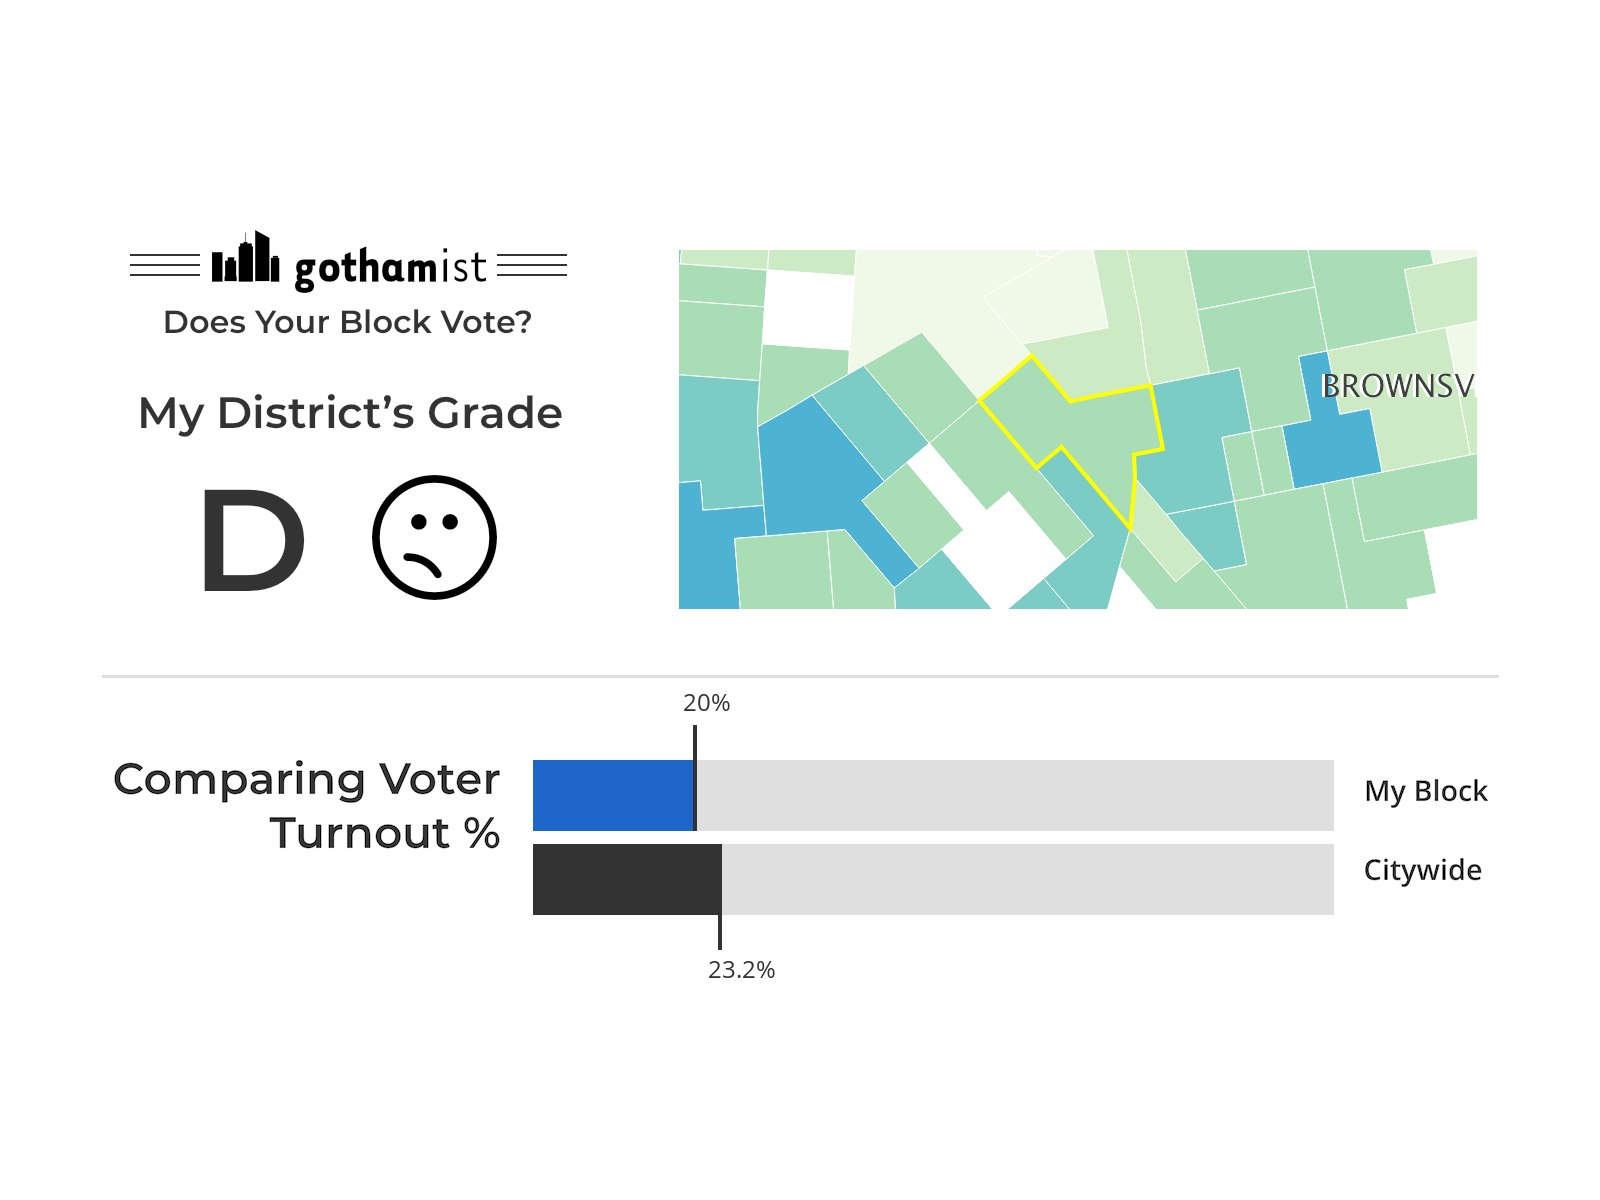 gothamist
Does Your Block Vote?
My District’s Grade
D
BROWNSV
20%
Comparing Voter
Turnout %
My Block
Citywide
23.2%